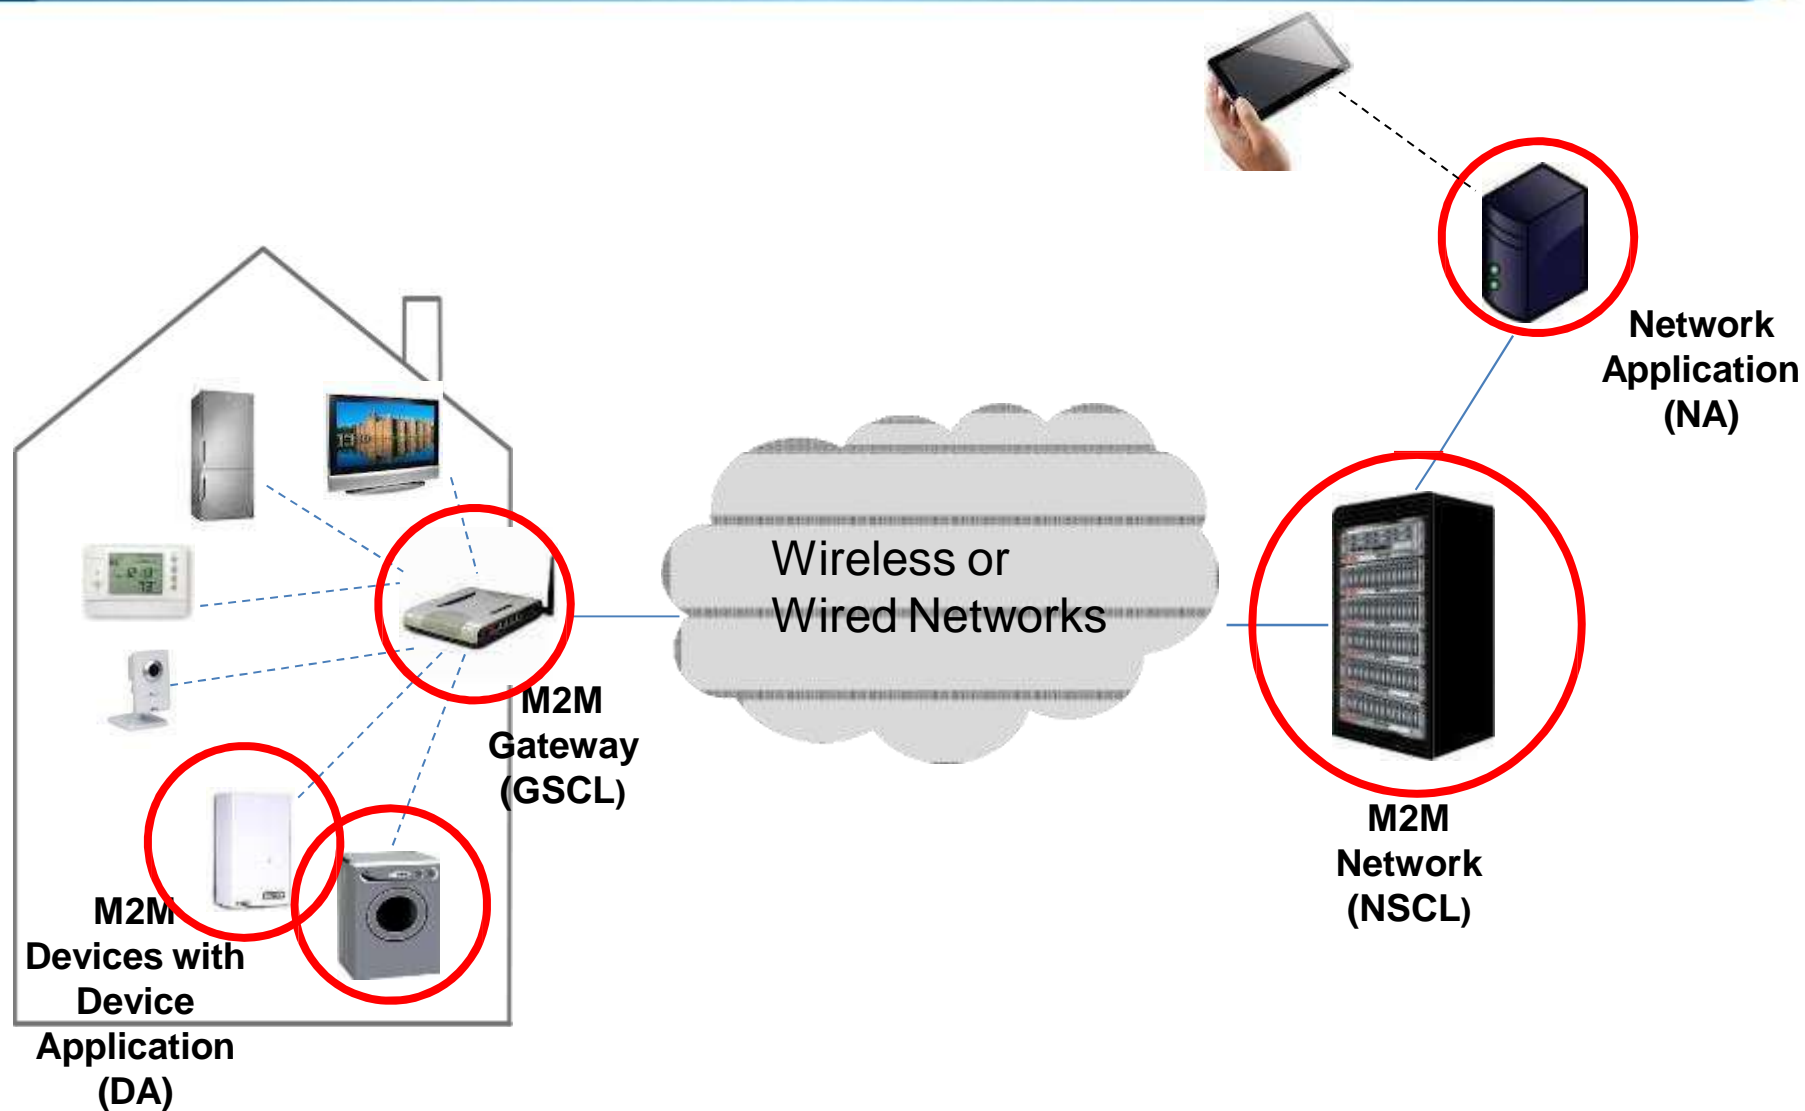 Network
Application
(NA)
Wireless or
Wired Networks
M2M
Gateway
(GSCL)
M2M
Network
(NSCL)
M2M
Devices with
Device
Application
(DA)